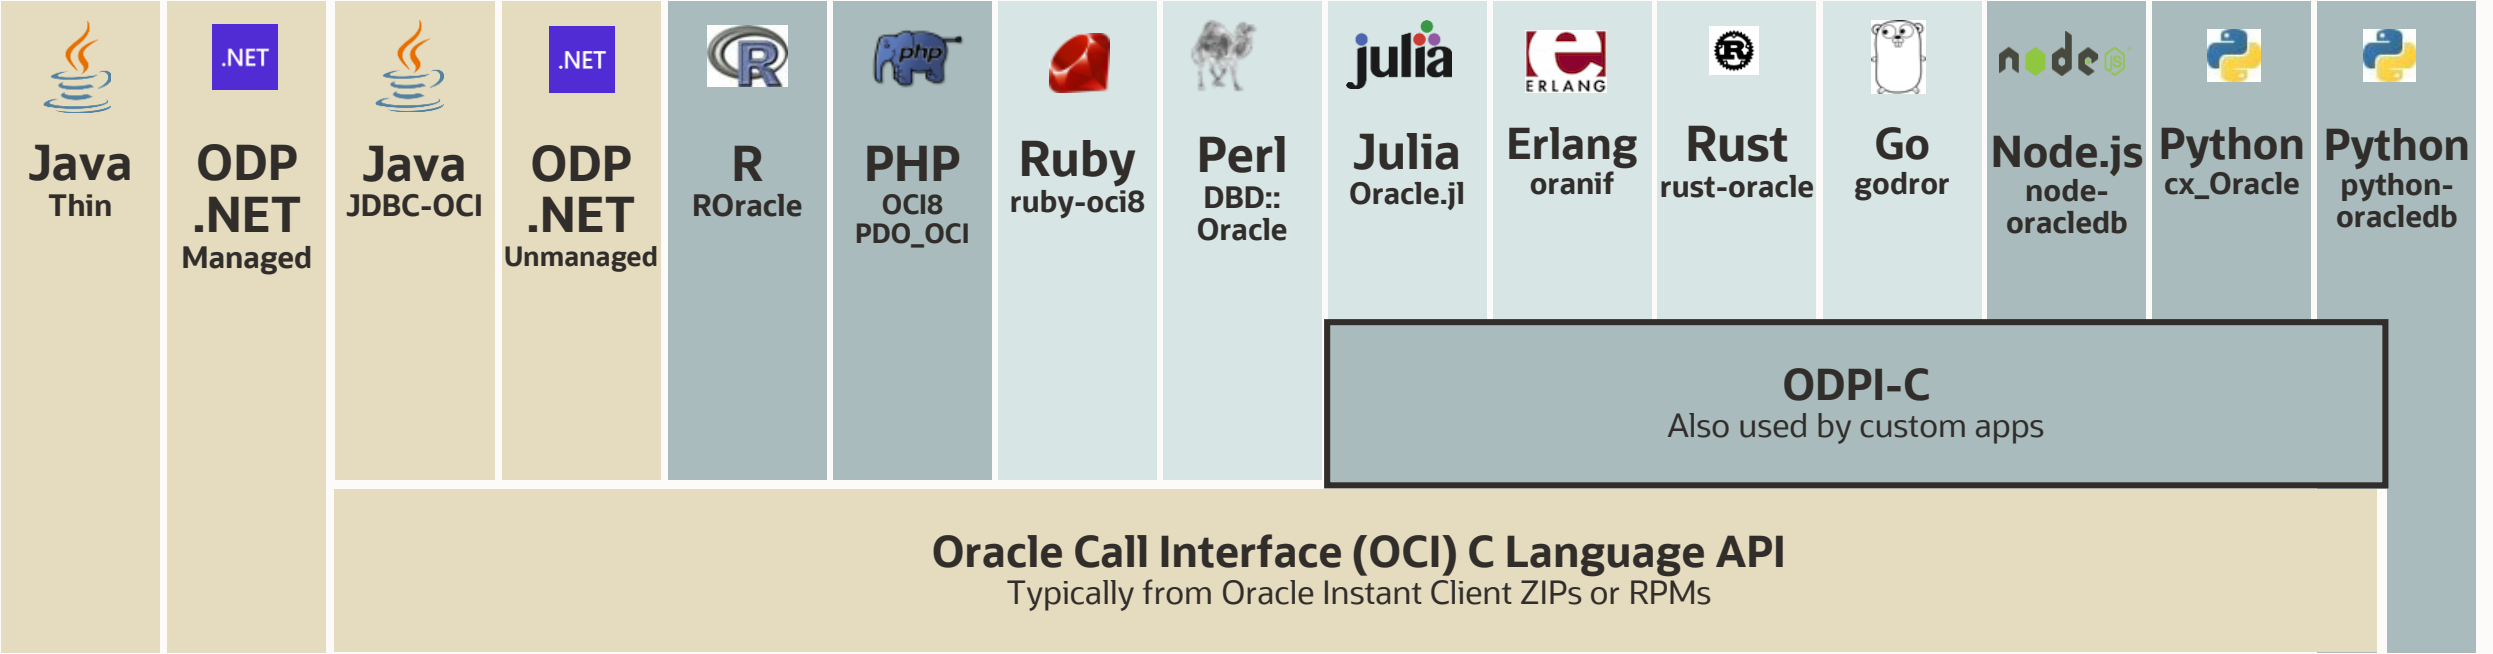 .NET
Java
Thin
ODP
.NET
Managed
Java
JDBC-OCI
.NET
ODP
.NET
Unmanaged
R
R
ROracle
php
PHP
OCI8
PDO_OCI
Ruby
ruby-oci8
Perl
DBD::
Oracle
julia
Julia
Oracle.jl
e
ERLANG
Erlang
oranif
R
Rust
rust-oracle
Go
godror
node
JS
Node.js
node-
oracledb
Python
cx_Oracle
Python
python-
oracledb
ODPI-C
Also used by custom apps
Oracle Call Interface (OCI) C Language API
Typically from Oracle Instant Client ZIPs or RPMs